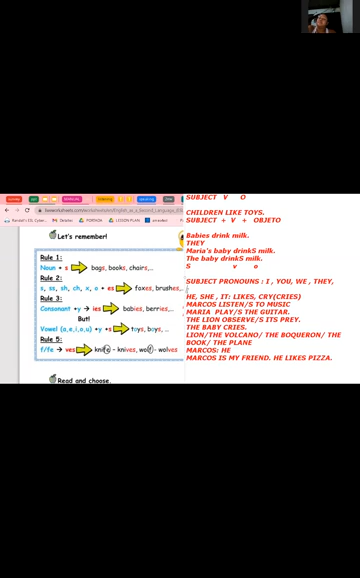 Let's remember!
Rule 1:
Noun + s bags, books, chairs,...
Rule 2:
s, ss, sh, ch, x, o + es foxes, brushes,..
Rule 3:
Consonant +y → ies babies, berries,...
But!
Vowel (a,e,i,o,u) +y +s toys, boys, ...
Rule 5:
f/fe → ves knife - knives, wolf- wolves
Read and choose.
SUBJECT V O
CHILDREN LIKE TOYS.
SUBJECT + V + OBJETO
Babies drink milk.
THEY
Maria's baby drinkS milk.
The baby drinkS milk.
S v o
SUBJECT PRONOUNS : I , YOU, WE , THEY,
HE, SHE , IT: LIKES, CRY(CRIES)
MARCOS LISTEN/S TO MUSIC
MARIA PLAY/S THE GUITAR.
THE LION OBSERVE/S ITS PREY.
THE BABY CRIES.
LION/THE VOLCANO/ THE BOQUERON/ THE
BOOK/ THE PLANE
MARCOS: HE
MARCOS IS MY FRIEND. HE LIKES PIZZA.